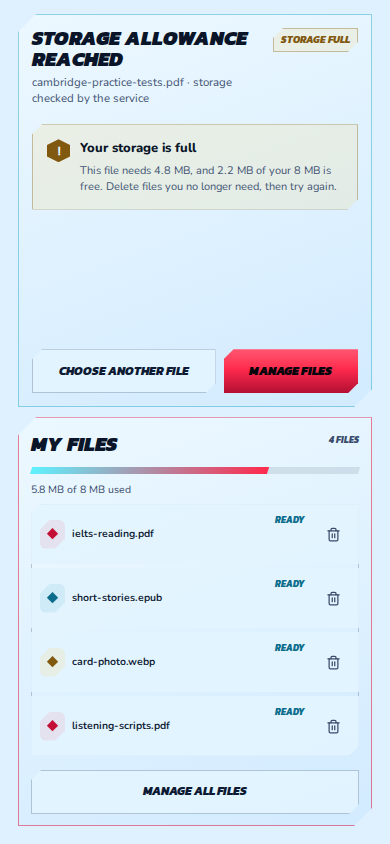 STORAGE ALLOWANCE
REACHED
STORAGE FULL
cambridge-practice-tests.pdf · storage
checked by the service
!
Your storage is full
This file needs 4.8 MB, and 2.2 MB of your 8 MB is
free. Delete files you no longer need, then try again.
CHOOSE ANOTHER FILE
MANAGE FILES
MY FILES
4 FILES
5.8 MB of 8 MB used
READY
ielts-reading.pdf
READY
short-stories.epub
READY
card-photo.webp
READY
listening-scripts.pdf
MANAGE ALL FILES